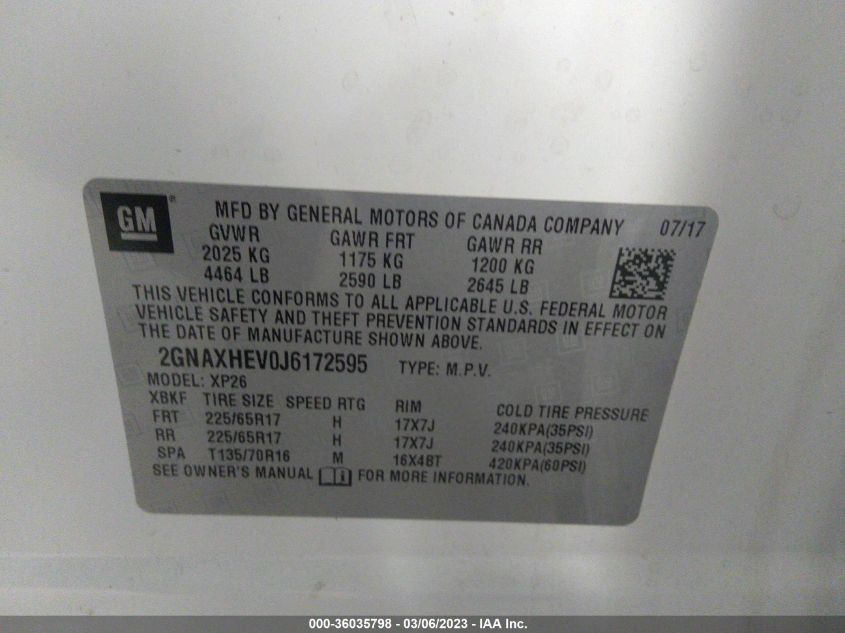 GM ®
MFD BY GENERAL MOTORS OF CANADA COMPANY 07/17
GVWR GAWR FRT GAWR RR
2025 KG 1175 KG 1200 KG
4464 LB 2590 LB 2645 LB
THIS VEHICLE CONFORMS TO ALL APPLICABLE U.S. FEDERAL MOTOR
VEHICLE SAFETY AND THEFT PREVENTION STANDARDS IN EFFECT ON
THE DATE OF MANUFACTURE SHOWN ABOVE.
2GNAXHEV0J6172595 TYPE: M.P.V.
MODEL: XP26
XBKF TIRE SIZE SPEED RTG RIM COLD TIRE PRESSURE
FRT 225/65R17 H 17X7J 240KPA(35PSI)
RR 225/65R17 H 17X7J 240KPA(35PSI)
SPA T135/70R16 M 16X4BT 420KPA(60PSI)
SEE OWNER'S MANUAL i FOR MORE INFORMATION.
000-36035798 - 03/06/2023 - IAA Inc.